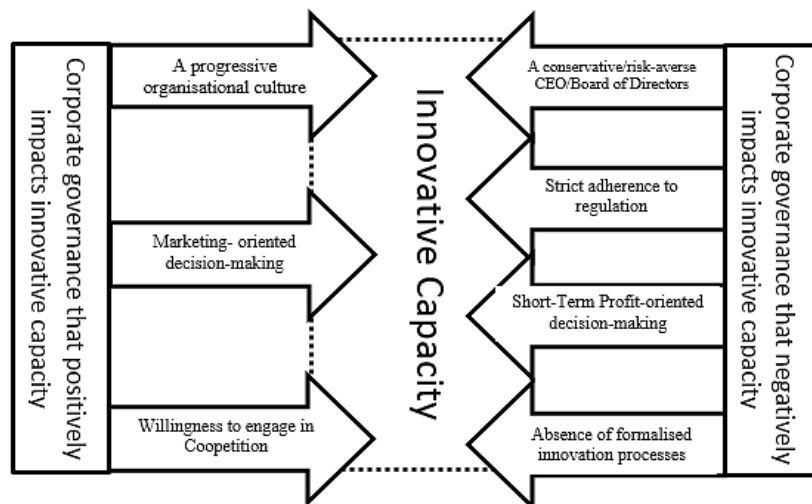 Corporate governance that positively
impacts innovative capacity
A progressive
organisational culture
Marketing- oriented
decision-making
Willingness to engage in
Coopetition
Innovative Capacity
A conservative/risk-averse
CEO/Board of Directors
Strict adherence to
regulation
Short-Term Profit-oriented
decision-making
Absence of formalised
innovation processes
Corporate governance that negatively
impacts innovative capacity